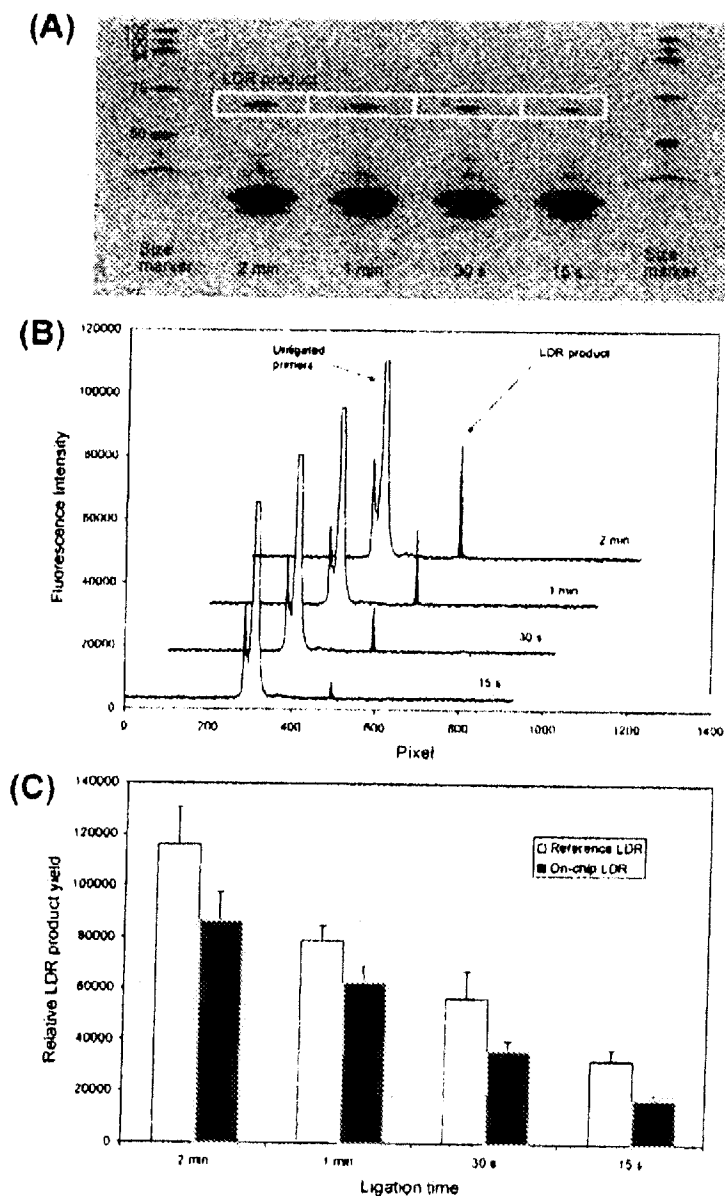 (A)
LDR product
Size marker
2 min
1 min
30 s
15 s
Size marker
(B)
120000
100000
80000
60000
40000
20000
0
Fluorescence Intensity
Unligated primers
LDR product
2 min
1 min
30 s
15 s
0
200
400
600
800
1000
1200
1400
Pixel
(C)
140000
120000
100000
80000
60000
40000
20000
0
Relative LDR product yield
Reference LDR
On-chip LDR
2 min
1 min
30 s
15 s
Ligation time